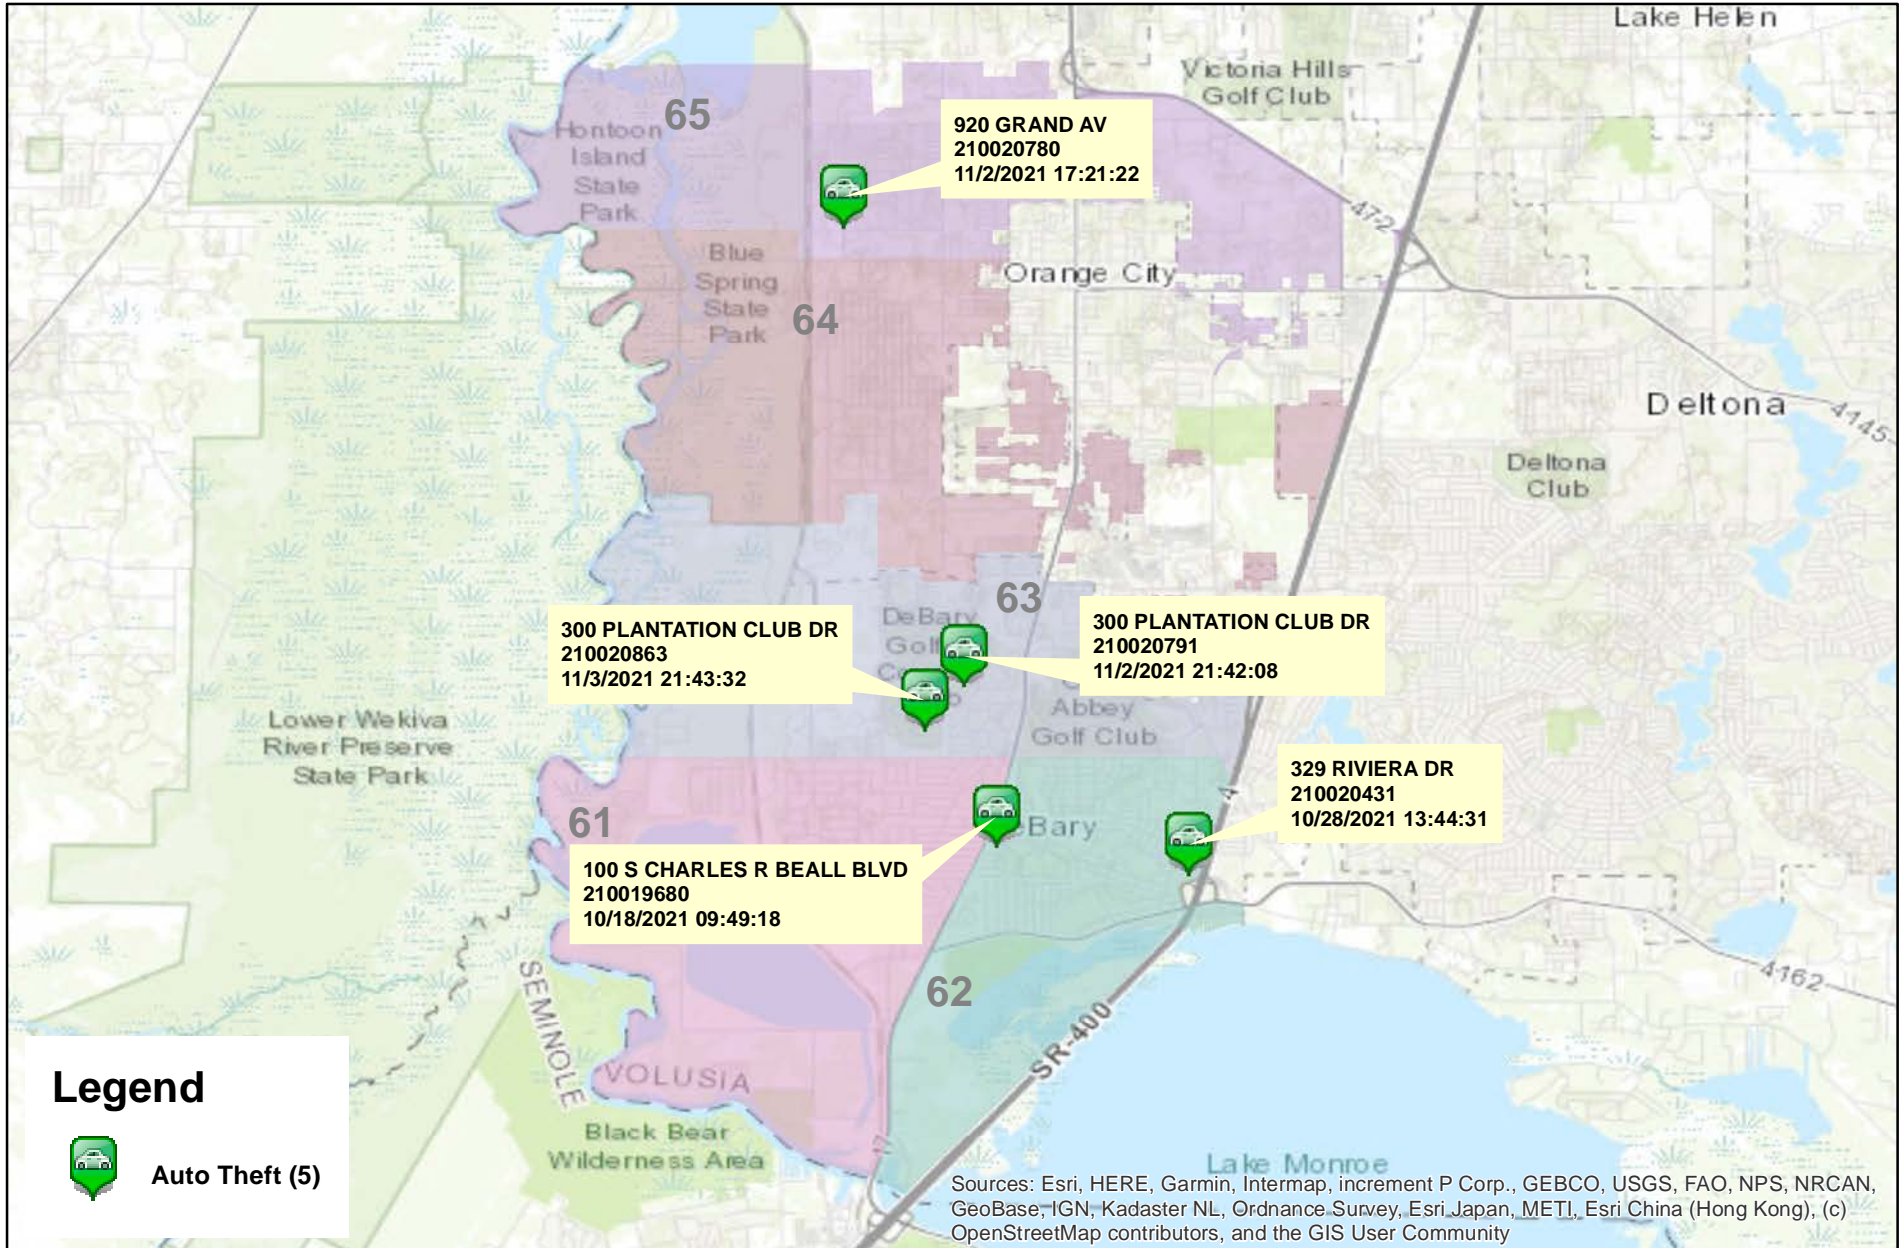 Lake Helen
Victoria Hills
Golf Club
65
Hontoon
Island
State
Park
920 GRAND AV
210020780
11/2/2021 17:21:22
472
Blue
Spring
State
Park
64
Orange City
Deltona
4145
Deltona
Club
63
DeBary
Golf
300 PLANTATION CLUB DR
210020863
11/3/2021 21:43:32
300 PLANTATION CLUB DR
210020791
11/2/2021 21:42:08
Abbey
Golf Club
Lower Wekiva
River Preserve
State Park
329 RIVIERA DR
210020431
10/28/2021 13:44:31
4
61
Bary
100 S CHARLES R BEALL BLVD
210019680
10/18/2021 09:49:18
62
4162
SEMINOLE
VOLUSIA
SR-400
17
Black Bear
Wilderness Area
Lake Monroe
Legend
Auto Theft (5)
Sources: Esri, HERE, Garmin, Intermap, increment P Corp., GEBCO, USGS, FAO, NPS, NRCAN,
GeoBase, IGN, Kadaster NL, Ordnance Survey, Esri Japan, METI, Esri China (Hong Kong), (c)
OpenStreetMap contributors, and the GIS User Community